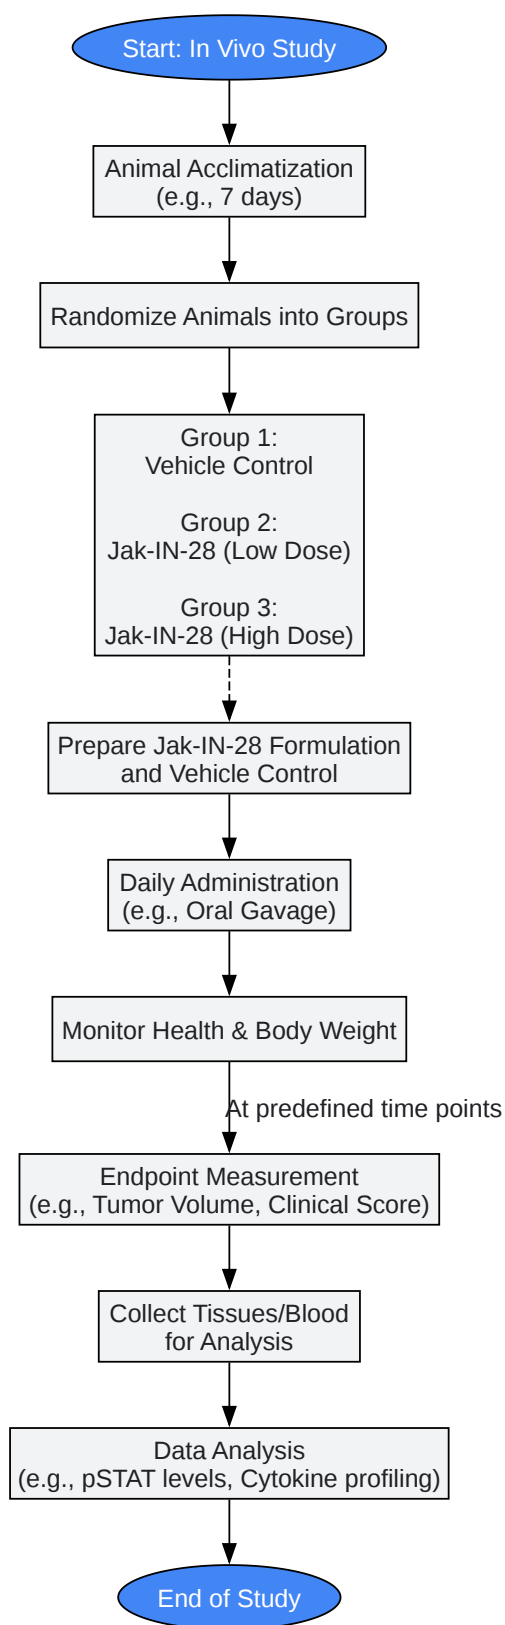 Start: In Vivo Study
Animal Acclimatization
(e.g., 7 days)
Randomize Animals into Groups
Group 1:
Vehicle Control
Group 2:
Jak-IN-28 (Low Dose)
Group 3:
Jak-IN-28 (High Dose)
Prepare Jak-IN-28 Formulation
and Vehicle Control
Daily Administration
(e.g., Oral Gavage)
Monitor Health & Body Weight
At predefined time points
Endpoint Measurement
(e.g., Tumor Volume, Clinical Score)
Collect Tissues/Blood
for Analysis
Data Analysis
(e.g., pSTAT levels, Cytokine profiling)
End of Study